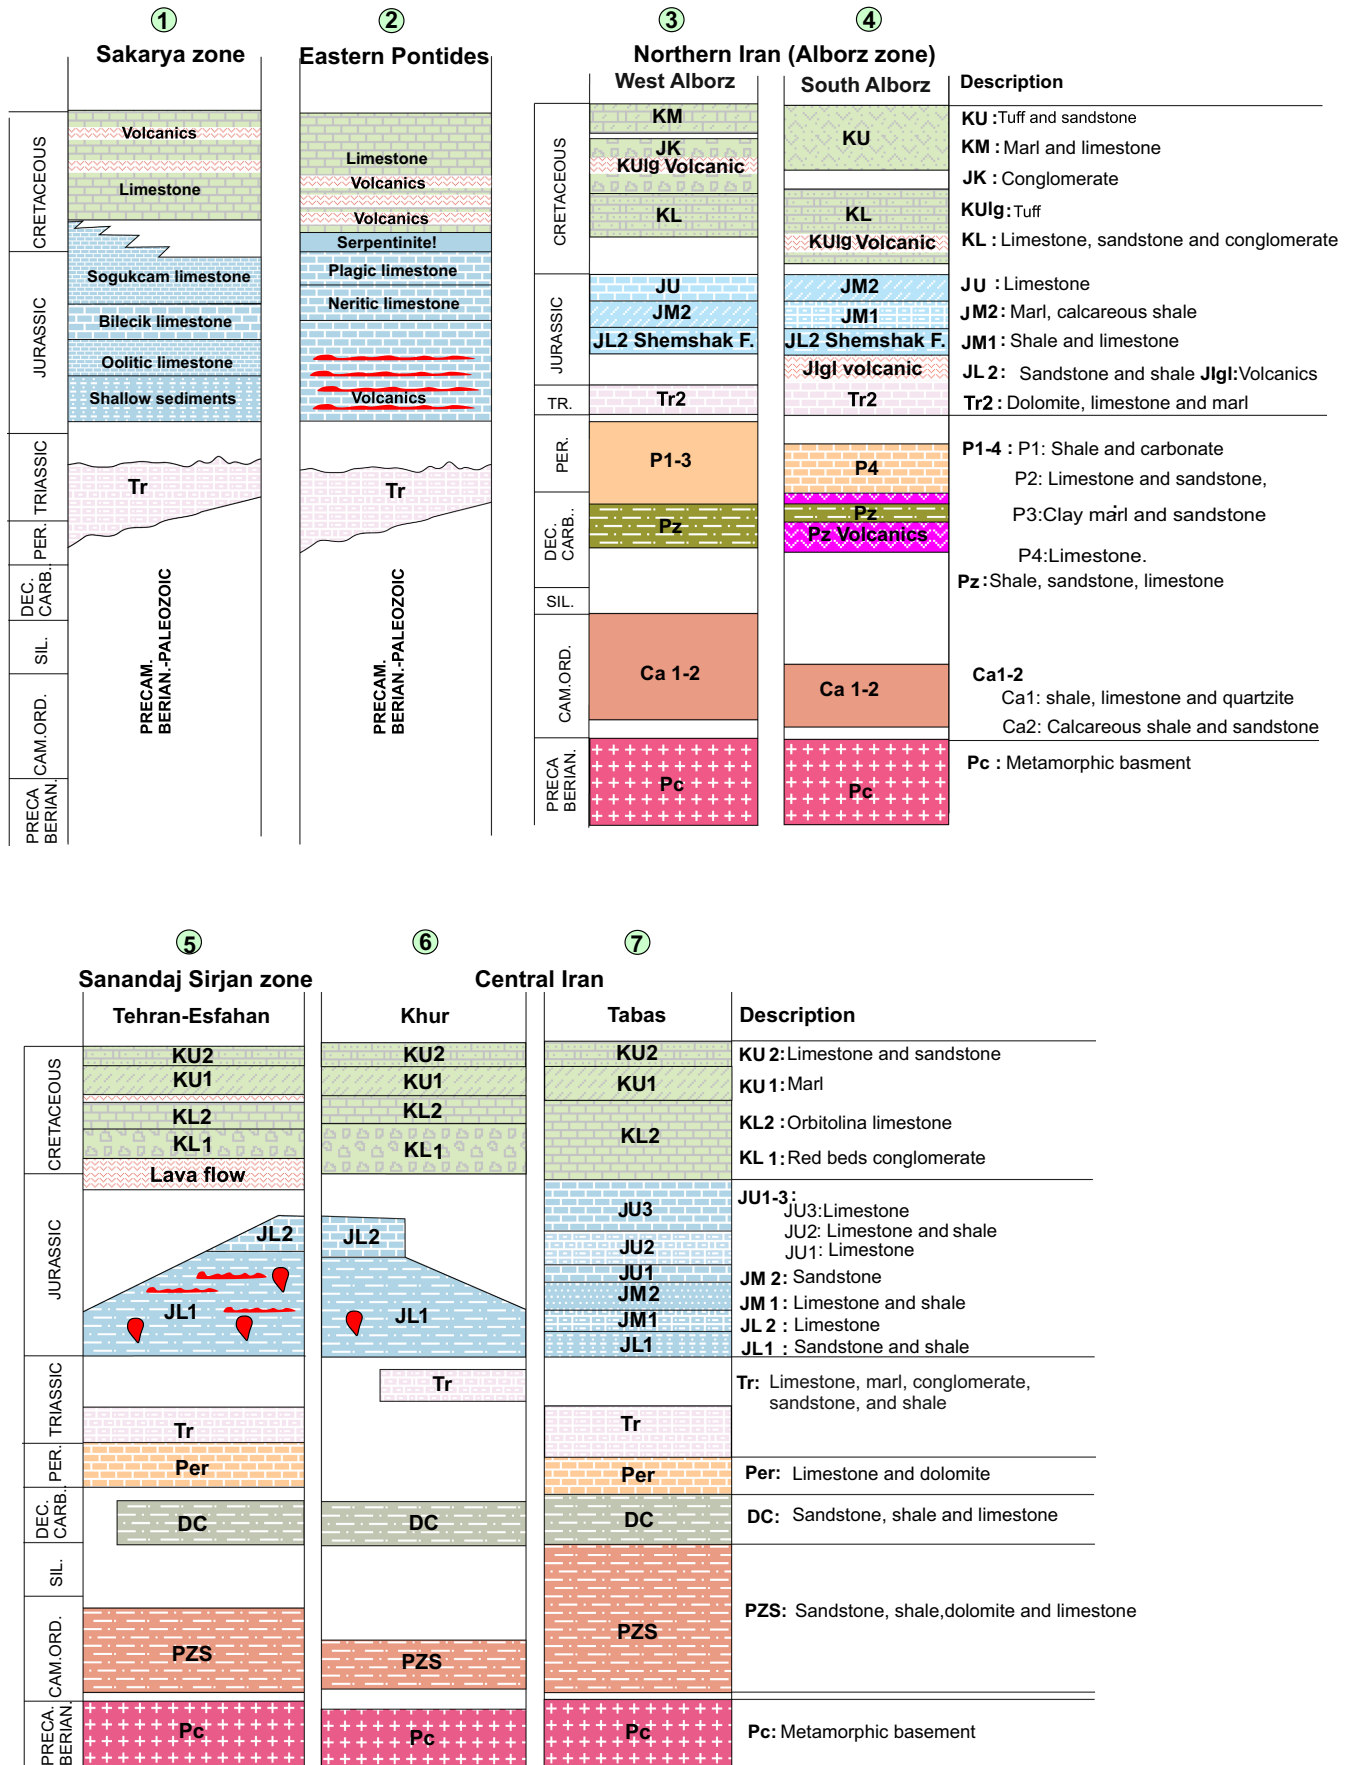 1
2
3
4
Sakarya zone
Eastern Pontides
Northern Iran (Alborz zone)
West Alborz
South Alborz
Description
CRETACEOUS
JURASSIC
TRIASSIC
PER.
DEC.
CARB..
SIL.
CAM.ORD.
PRECA
BERIAN.
Volcanics
Limestone
Sogukcam limestone
Bilecik limestone
Oolitic limestone
Shallow sediments
Tr
PRECAM.
BERIAN.-PALEOZOIC
Limestone
Volcanics
Volcanics
Serpentinite!
Plagic limestone
Neritic limestone
Volcanics
Tr
PRECAM.
BERIAN.-PALEOZOIC
CRETACEOUS
JURASSIC
TR.
PER.
DEC.
CARB..
SIL.
CAM.ORD.
PRECA
BERIAN.
KM
JK
KUlg Volcanic
KL
JU
JM2
JL2 Shemshak F.
Tr2
P1-3
Pz
Ca 1-2
Pc
KU
KL
KUlg Volcanic
JM2
JM1
JL2 Shemshak F.
Jlgl volcanic
Tr2
P4
Pz
Pz Volcanics
Ca 1-2
Pc
KU :Tuff and sandstone
KM : Marl and limestone
JK : Conglomerate
KUlg: Tuff
KL : Limestone, sandstone and conglomerate
JU : Limestone
JM2: Marl, calcareous shale
JM1: Shale and limestone
JL 2: Sandstone and shale Jlgl:Volcanics
Tr2 : Dolomite, limestone and marl
P1-4 : P1: Shale and carbonate
P2: Limestone and sandstone,
P3:Clay marl and sandstone
P4:Limestone.
Pz :Shale, sandstone, limestone
Ca1-2
Ca1: shale, limestone and quartzite
Ca2: Calcareous shale and sandstone
Pc : Metamorphic basment
5
6
7
Sanandaj Sirjan zone
Central Iran
Tehran-Esfahan
Khur
Tabas
Description
CRETACEOUS
JURASSIC
TRIASSIC
PER.
DEC.
CARB..
SIL.
CAM.ORD.
PRECA.
BERIAN.
KU2
KU1
KL2
KL1
Lava flow
JL2
JL1
Tr
Per
DC
PZS
Pc
KU2
KU1
KL2
KL1
JL2
JL1
Tr
DC
PZS
Pc
KU2
KU1
KL2
JU3
JU2
JU1
JM2
JM1
JL1
Tr
Per
DC
PZS
Pc
KU 2: Limestone and sandstone
KU 1: Marl
KL2 : Orbitolina limestone
KL 1: Red beds conglomerate
JU1-3 :
JU3:Limestone
JU2: Limestone and shale
JU1: Limestone
JM 2: Sandstone
JM 1: Limestone and shale
JL 2 : Limestone
JL1 : Sandstone and shale
Tr: Limestone, marl, conglomerate,
sandstone, and shale
Per: Limestone and dolomite
DC: Sandstone, shale and limestone
PZS: Sandstone, shale,dolomite and limestone
Pc: Metamorphic basement